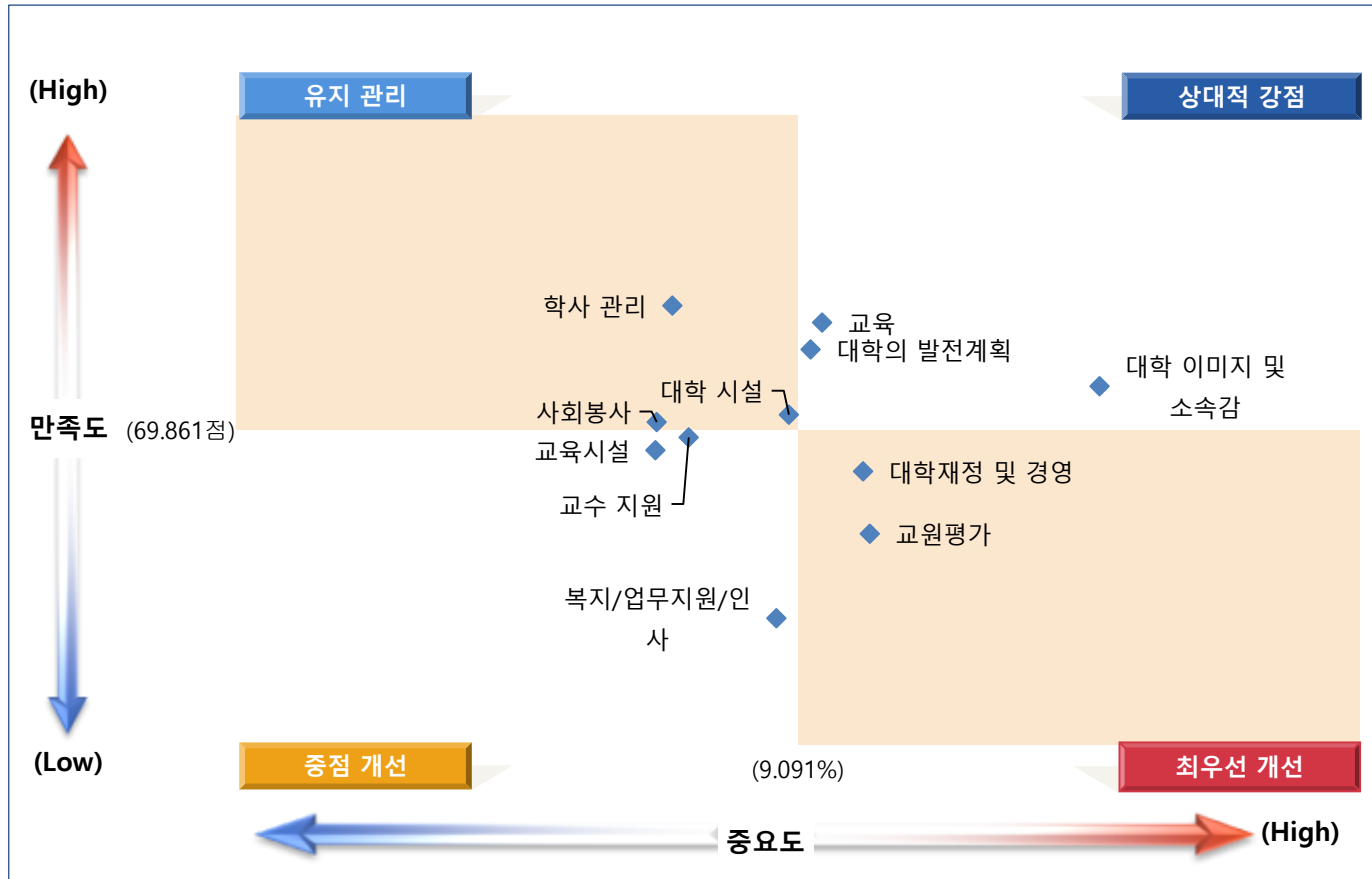 (High)
유지 관리
상대적 강점
학사 관리
교육
대학의 발전계획
대학 이미지 및
소속감
대학 시설
사회봉사
만족도 (69.861점)
교육시설
교수 지원
대학재정 및 경영
교원평가
복지/업무지원/인
사
(Low)
중점 개선
(9.091%)
최우선 개선
중요도
(High)